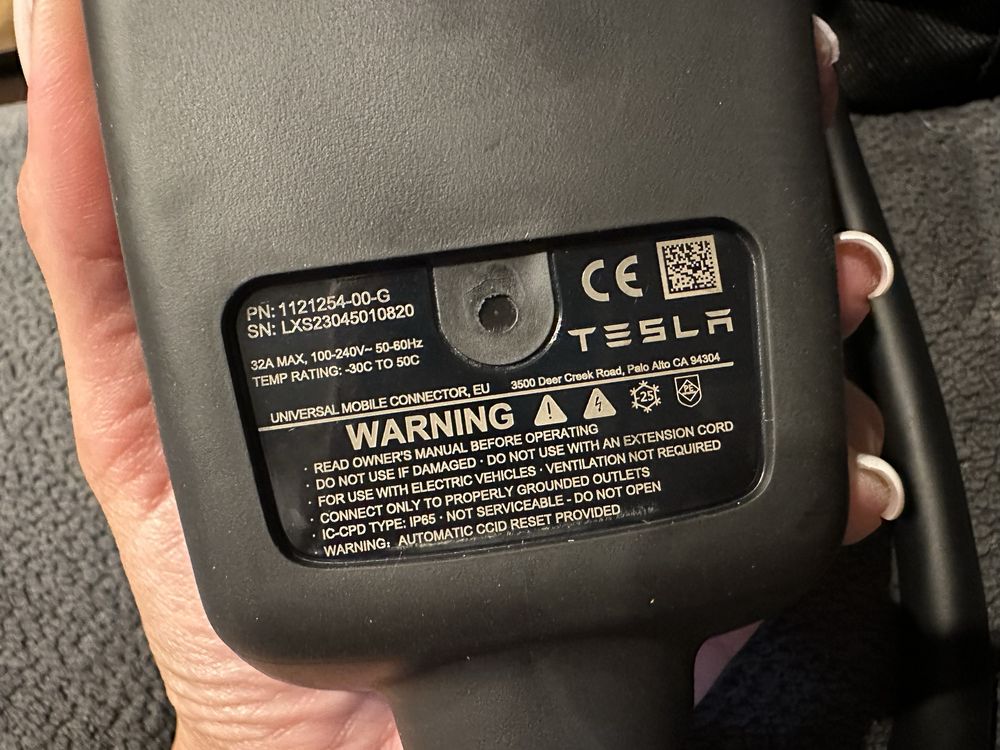 PN: 1121254-00-G
SN: LXS23045010820
CE
TESLA
32A MAX, 100-240V~ 50-60Hz
TEMP RATING: -30C TO 50C
UNIVERSAL MOBILE CONNECTOR, EU
3500 Deer Creek Road, Palo Alto CA 94304
WARNING
25
PE
· READ OWNER'S MANUAL BEFORE OPERATING
· DO NOT USE IF DAMAGED · DO NOT USE WITH AN EXTENSION CORD
· FOR USE WITH ELECTRIC VEHICLES · VENTILATION NOT REQUIRED
· CONNECT ONLY TO PROPERLY GROUNDED OUTLETS
· IC-CPD TYPE: IP65 · NOT SERVICEABLE - DO NOT OPEN
WARNING: AUTOMATIC CCID RESET PROVIDED